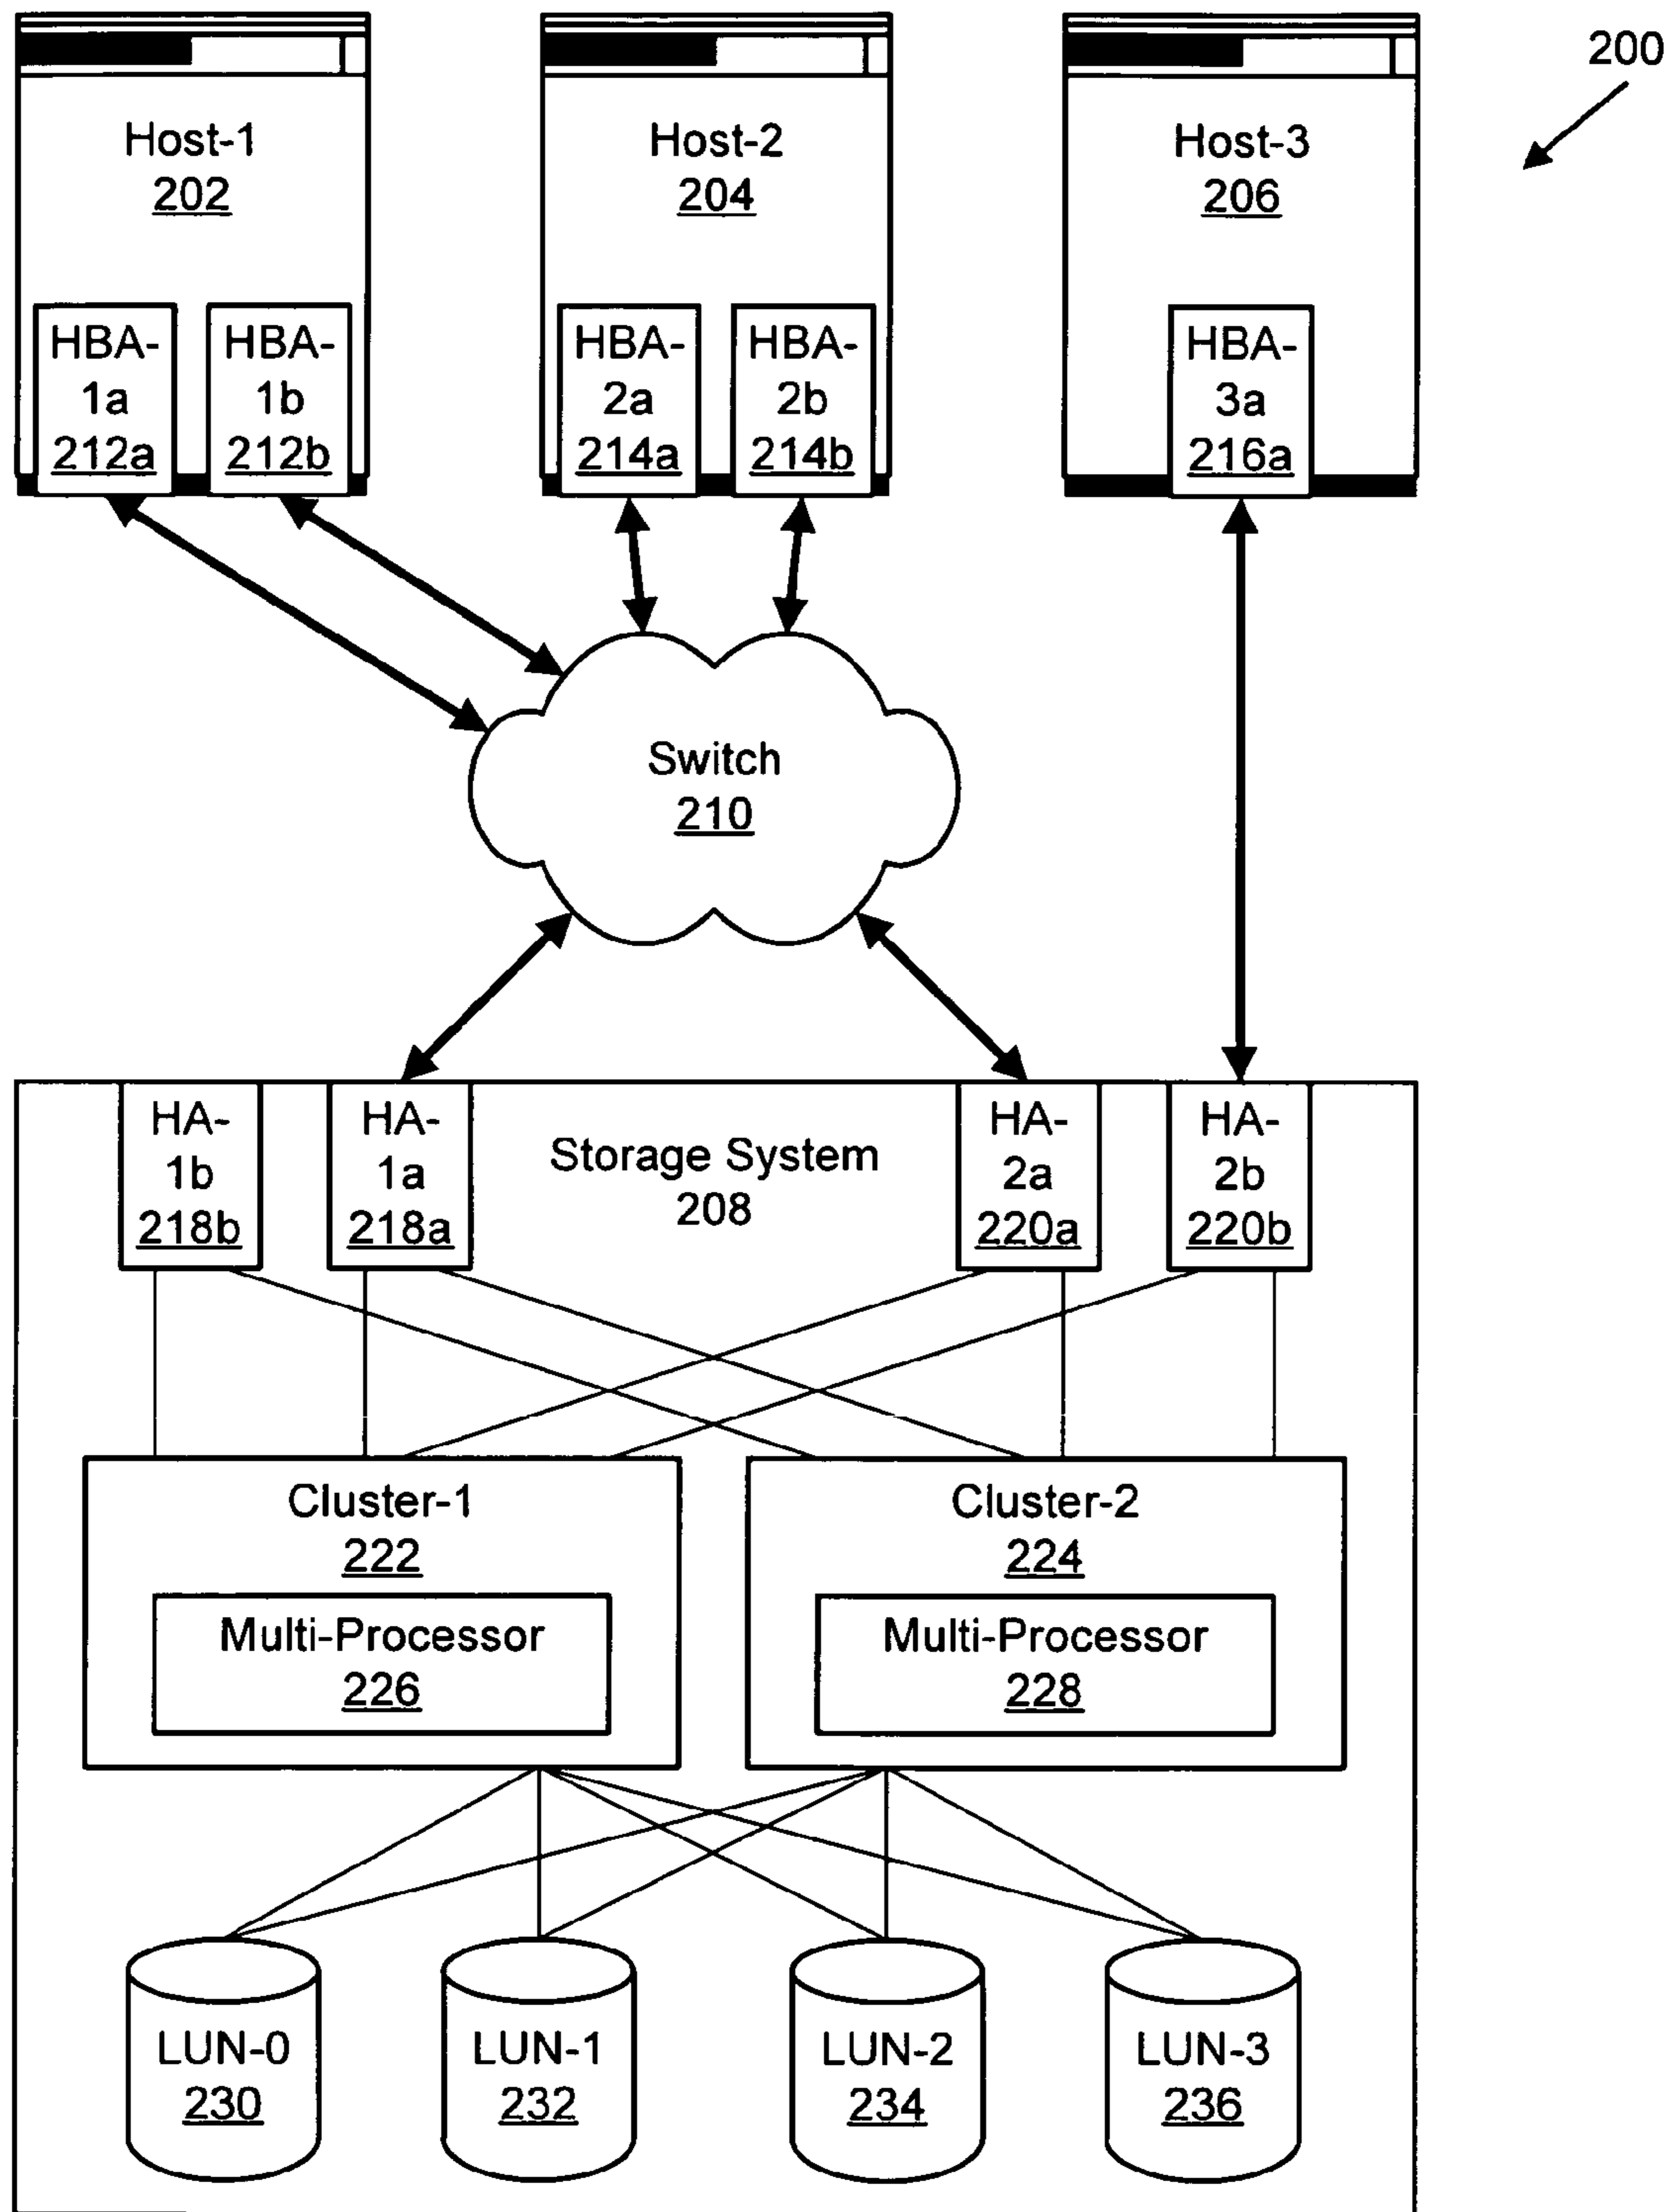 200
Host-1
202
Host-2
204
Host-3
206
HBA-
1a
212a
HBA-
1b
212b
HBA-
2a
214a
HBA-
2b
214b
HBA-
3a
216a
Switch
210
HA-
1b
218b
HA-
1a
218a
Storage System
208
HA-
2a
220a
HA-
2b
220b
Cluster-1
222
Multi-Processor
226
Cluster-2
224
Multi-Processor
228
LUN-0
230
LUN-1
232
LUN-2
234
LUN-3
236